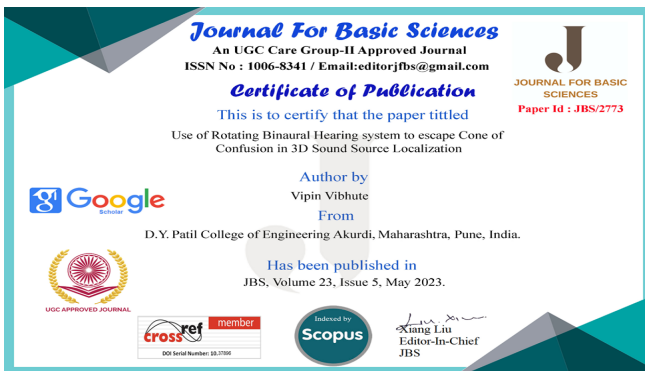 Journal For Basic Sciences
An UGC Care Group-II Approved Journal
ISSN No : 1006-8341 / Email:editorjfbs@gmail.com
Certificate of Publication
This is to certify that the paper tittled
Use of Rotating Binaural Hearing system to escape Cone of
Confusion in 3D Sound Source Localization
Author by
Vipin Vibhute
From
D.Y. Patil College of Engineering Akurdi, Maharashtra, Pune, India.
Has been published in
JBS, Volume 23, Issue 5, May 2023.
J
JOURNAL FOR BASIC
SCIENCES
Paper Id : JBS/2773
g Google
Scholar
UGC APPROVED JOURNAL
crossref member
DOI Serial Number: 10.37896
Indexed by
Scopus
Xiang Liu
Editor-In-Chief
JBS